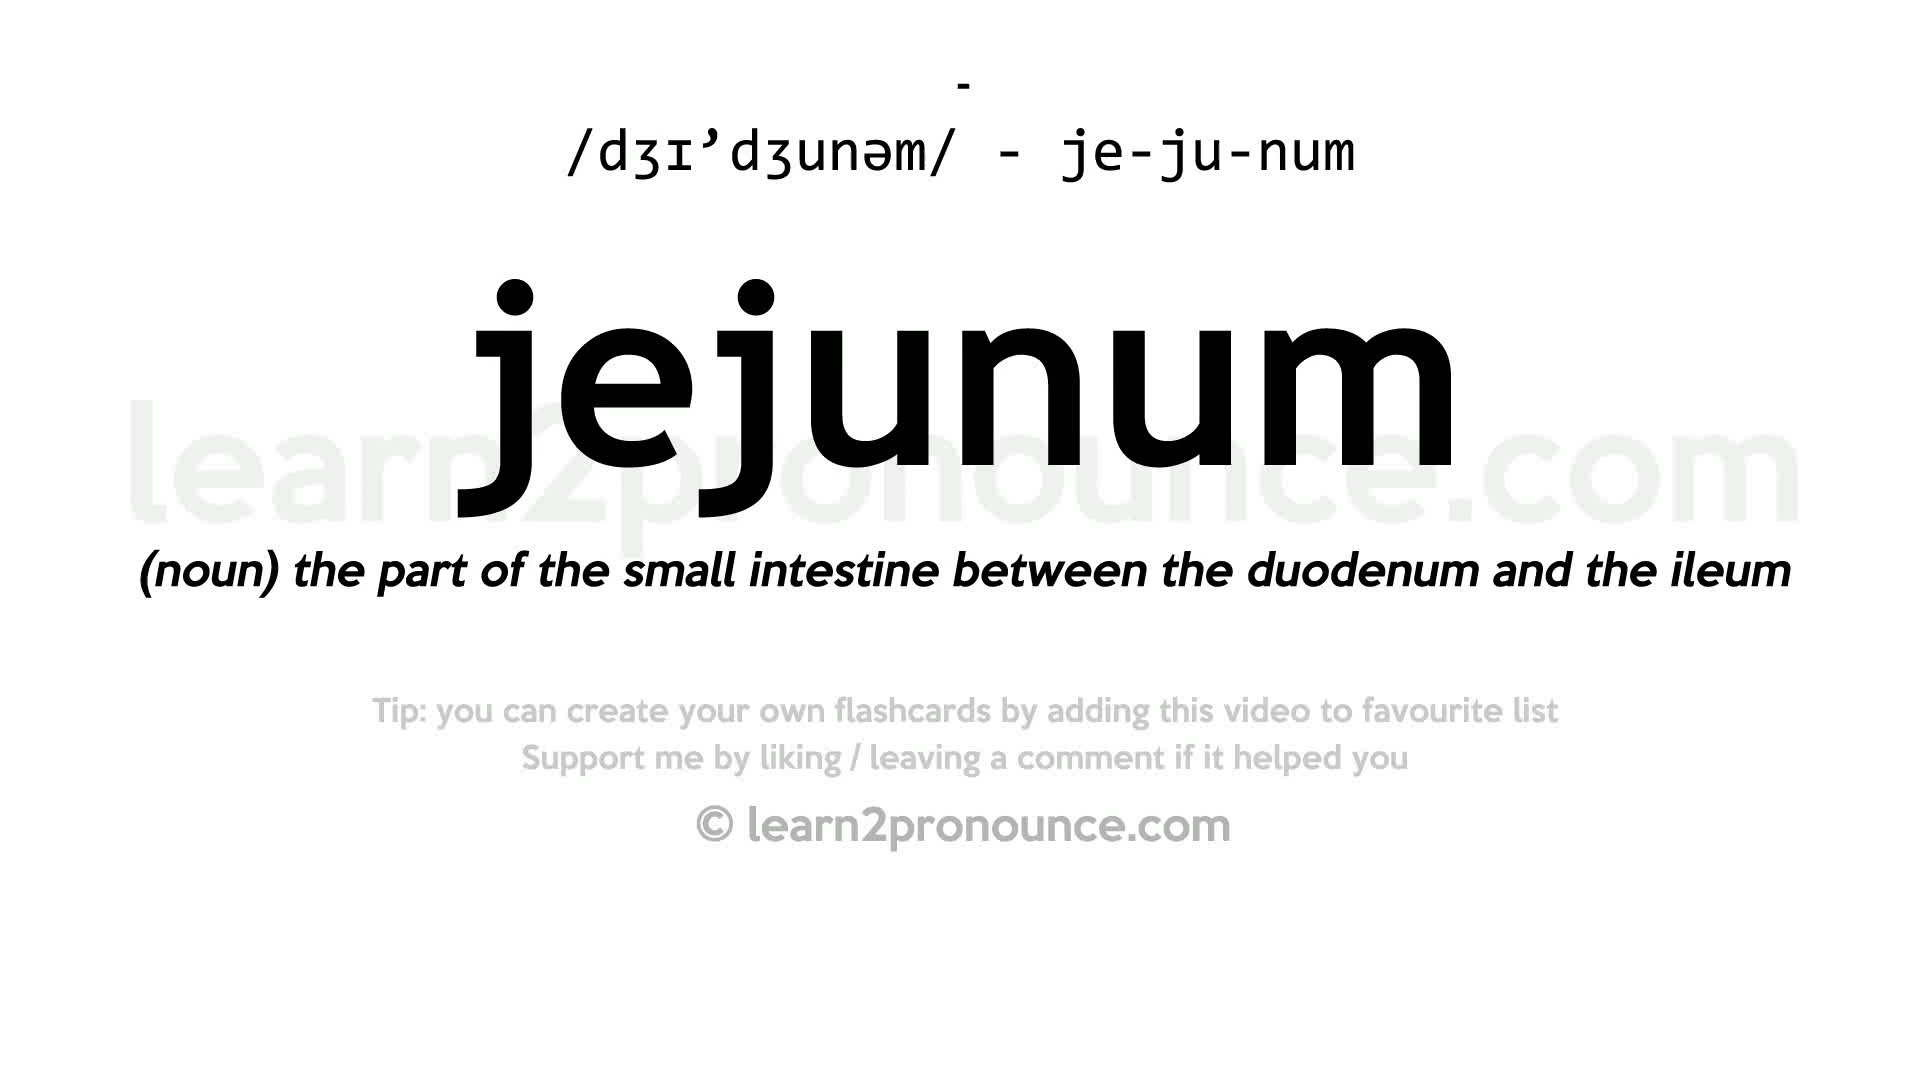 -
/dʒɪ’dʒunəm/ - je-ju-num
jejunum
learn2pronounce.com
(noun) the part of the small intestine between the duodenum and the ileum
Tip: you can create your own flashcards by adding this video to favourite list
Support me by liking / leaving a comment if it helped you
© learn2pronounce.com